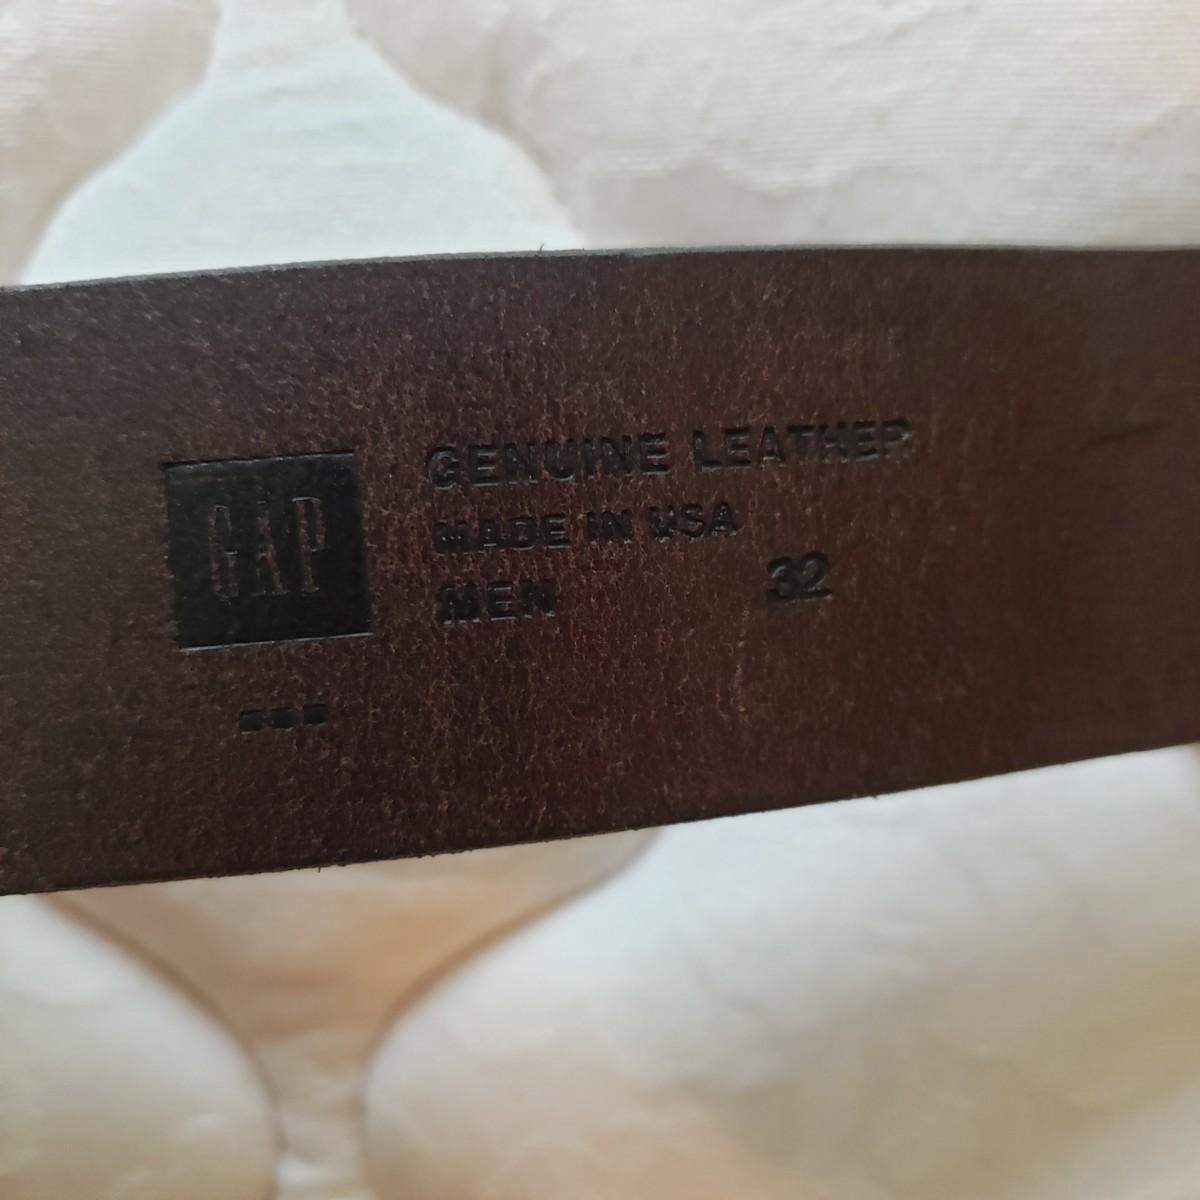 GAP
GENUINE LEATHER
MADE IN USA
MEN 32